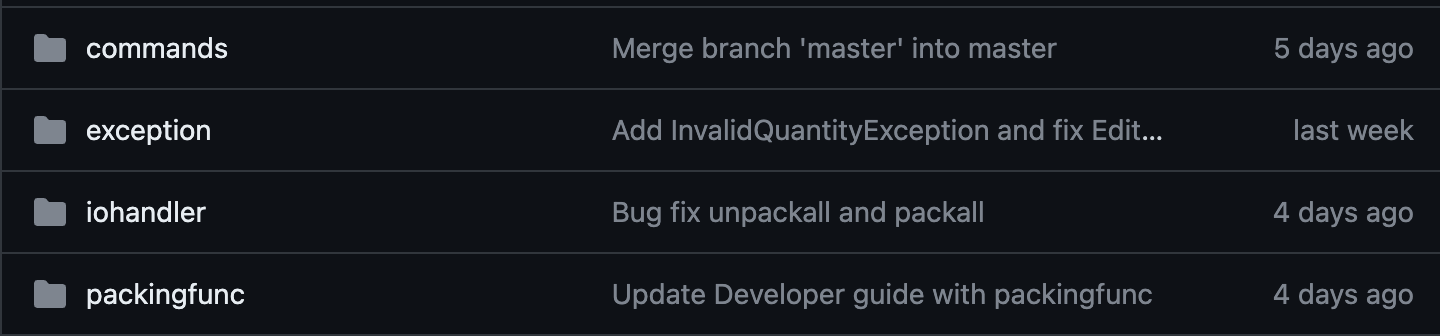 commands Merge branch 'master' into master 5 days ago
exception Add InvalidQuantityException and fix Edit... last week
iohandler Bug fix unpackall and packall 4 days ago
packingfunc Update Developer guide with packingfunc 4 days ago